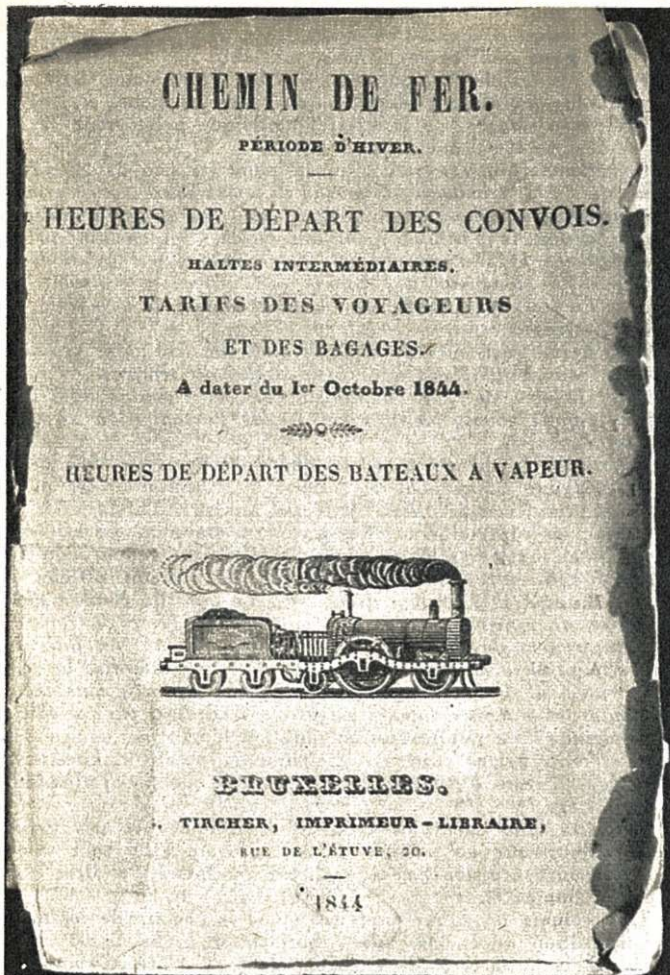 CHEMIN DE FER.
PÉRIODE D'HIVER.
HEURES DE DÉPART DES CONVOIS.
HALTES INTERMÉDIAIRES.
TARIFS DES VOYAGEURS
ET DES BAGAGES.
A dater du 1er Octobre 1844.
HEURES DE DÉPART DES BATEAUX A VAPEUR.
BRUXELLES.
. TIRCHER, IMPRIMEUR-LIBRAIRE,
RUE DE L'ÉTUVE, 20.
1844